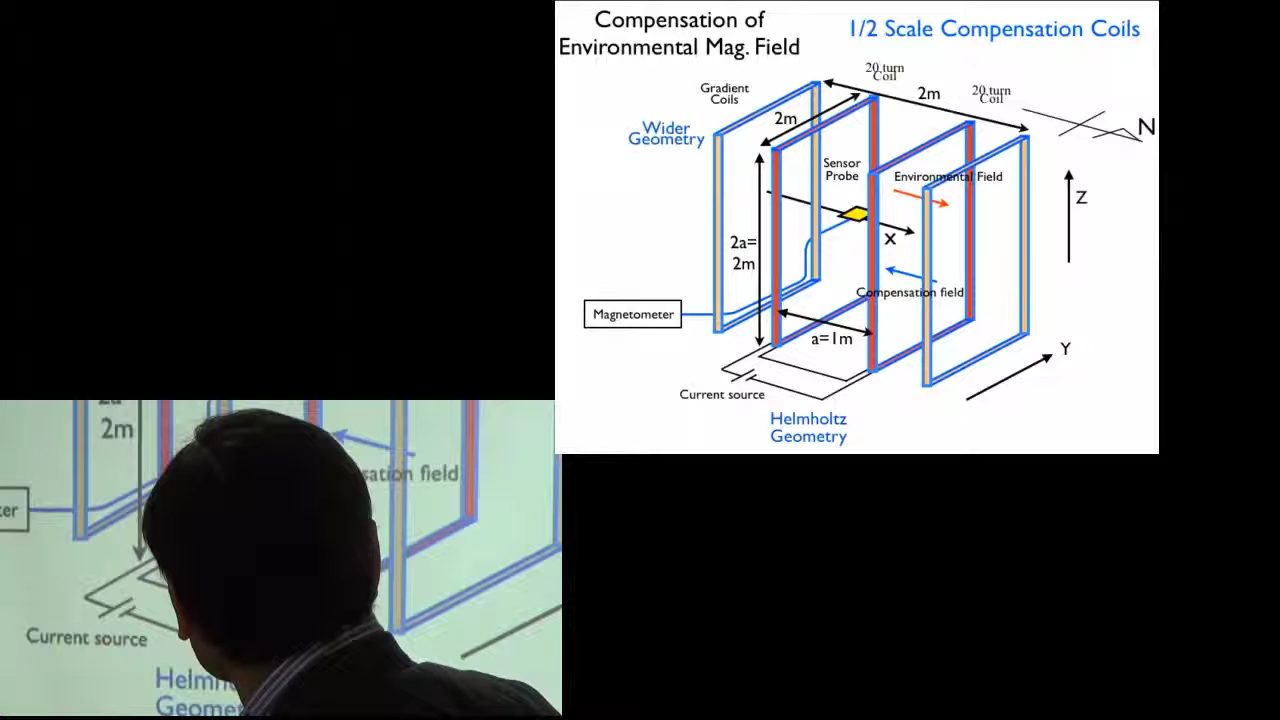 Compensation of
Environmental Mag. Field
1/2 Scale Compensation Coils
Gradient
Coils
Wider
Geometry
20 turn
Coil
2m
20 turn
Coil
2m
N
Sensor
Probe
Environmental Field
Z
X
2a=
2m
Compensation field
Magnetometer
a=1m
Y
Current source
Helmholtz
Geometry
2m
sation field
ter
Current source
Helmh
Geomet